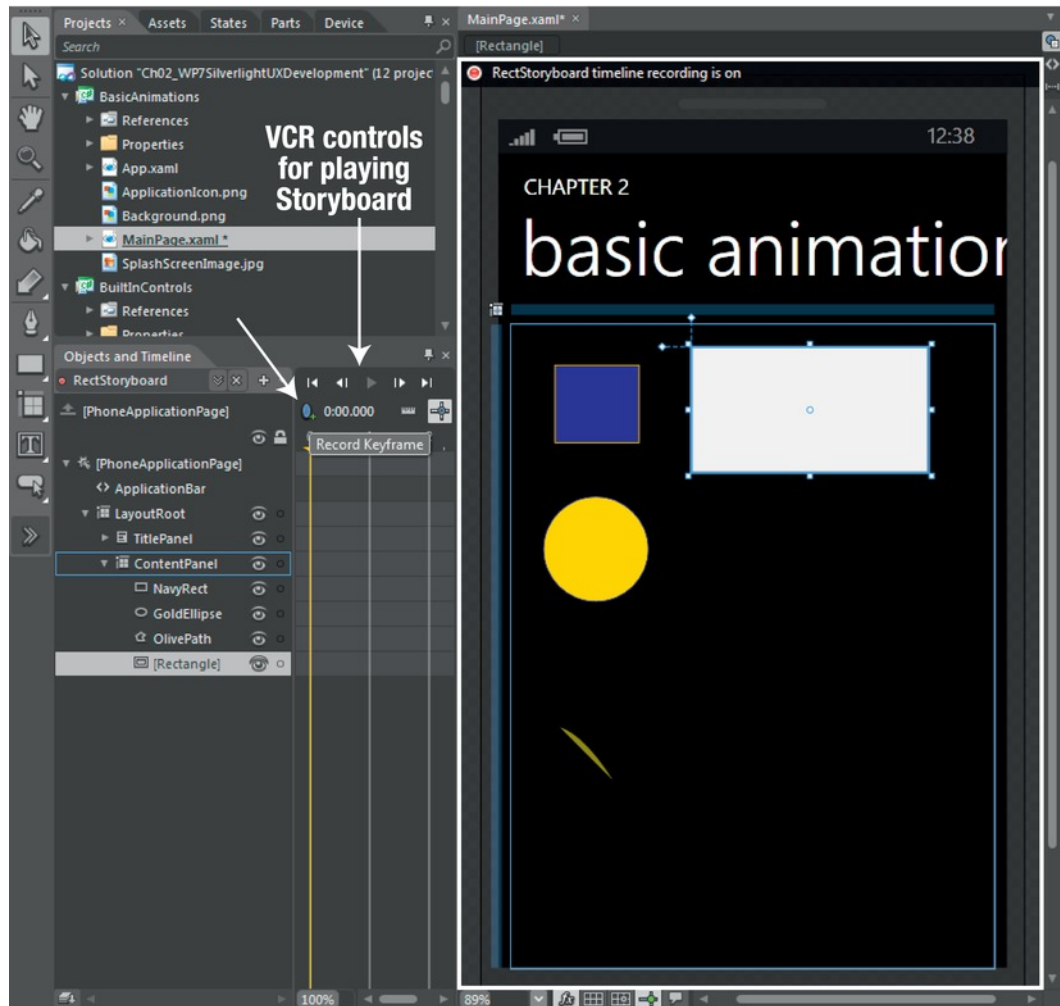 Projects × Assets States Parts Device
Search
Solution "Ch02_WP7SilverlightUXDevelopment" (12 projec
BasicAnimations
References
Properties
App.xaml
ApplicationIcon.png
Background.png
MainPage.xaml *
SplashScreenImage.jpg
BuiltInControls
References
Properties
VCR controls
for playing
Storyboard
Objects and Timeline
RectStoryboard
[PhoneApplicationPage] 0:00.000
Record Keyframe
[PhoneApplicationPage]
ApplicationBar
LayoutRoot
TitlePanel
ContentPanel
NavyRect
GoldEllipse
OlivePath
[Rectangle]
100%
MainPage.xaml* ×
[Rectangle]
RectStoryboard timeline recording is on
12:38
CHAPTER 2
basic animation
89% fx